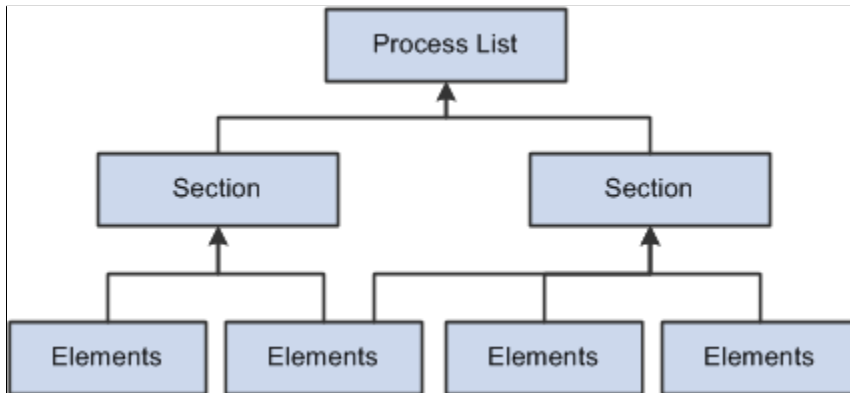 Process List
Section
Section
Elements
Elements
Elements
Elements